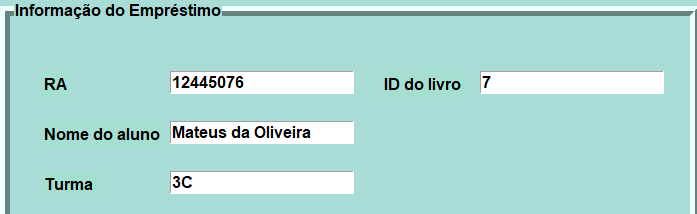 Informação do Empréstimo
RA 12445076 ID do livro 7
Nome do aluno Mateus da Oliveira
Turma 3C